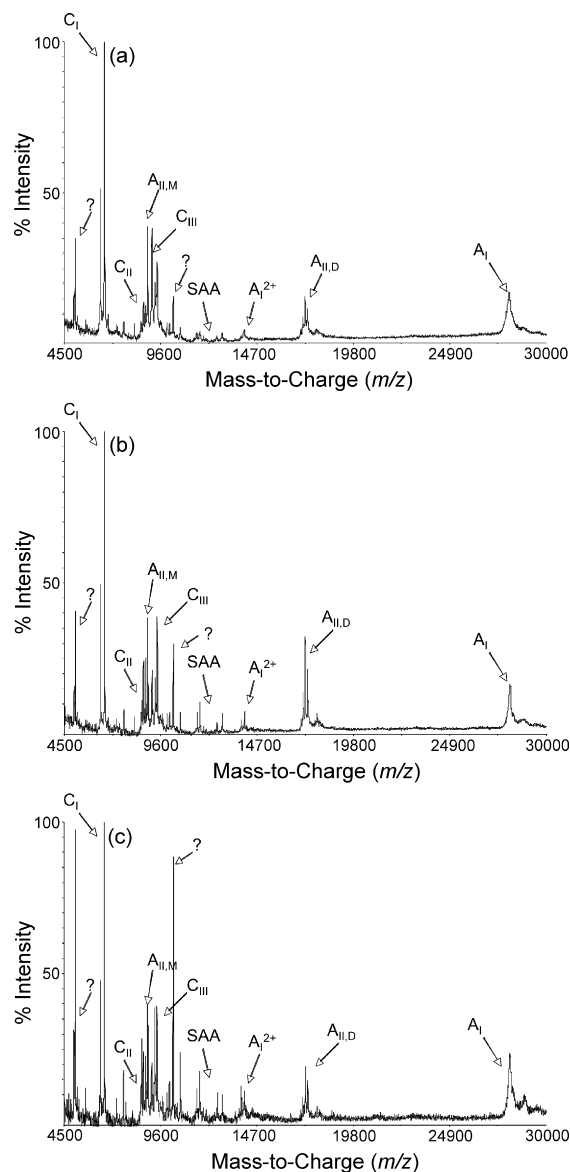 C_I
(a)
100
? 
A_II,M
C_III
50
C_II
?
SAA
A_I^2+
A_II,D
A_I
% Intensity
4500 9600 14700 19800 24900 30000
Mass-to-Charge (m/z)
C_I
(b)
100
A_II,M
50
?
C_III
?
A_II,D
C_II
SAA
A_I^2+
A_I
% Intensity
4500 9600 14700 19800 24900 30000
Mass-to-Charge (m/z)
C_I
(c)
100
?
A_II,M
50
?
C_III
C_II
SAA
A_I^2+
A_II,D
A_I
% Intensity
4500 9600 14700 19800 24900 30000
Mass-to-Charge (m/z)